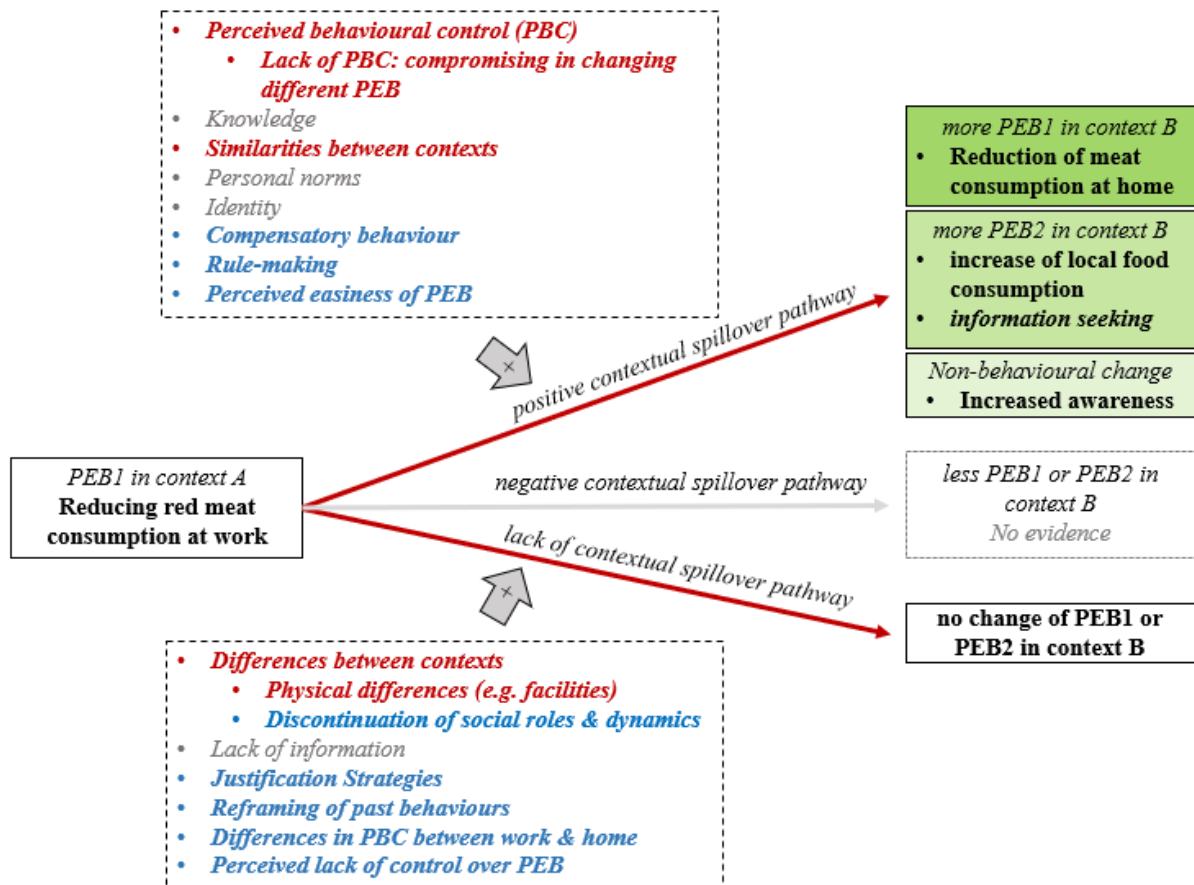 • Perceived behavioural control (PBC)
• Lack of PBC: compromising in changing
different PEB
• Knowledge
• Similarities between contexts
• Personal norms
• Identity
• Compensatory behaviour
• Rule-making
• Perceived easiness of PEB
more PEB1 in context B
• Reduction of meat
consumption at home
more PEB2 in context B
• increase of local food
consumption
• information seeking
Non-behavioural change
• Increased awareness
positive contextual spillover pathway
PEB1 in context A
Reducing red meat
consumption at work
negative contextual spillover pathway
less PEB1 or PEB2 in
context B
No evidence
lack of contextual spillover pathway
no change of PEB1 or
PEB2 in context B
• Differences between contexts
• Physical differences (e.g. facilities)
• Discontinuation of social roles & dynamics
• Lack of information
• Justification Strategies
• Reframing of past behaviours
• Differences in PBC between work & home
• Perceived lack of control over PEB